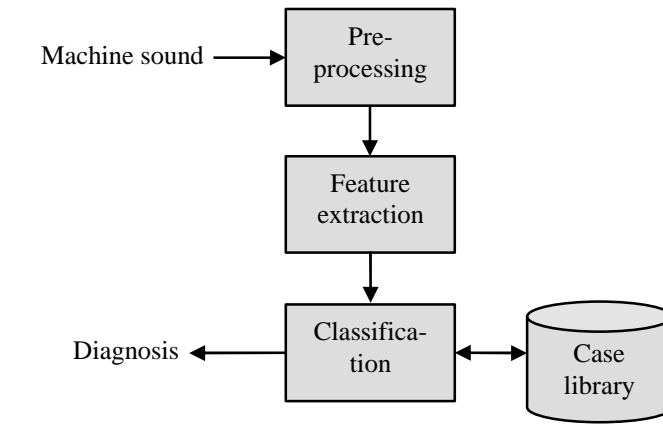 Pre-
Machine sound
processing
Feature
extraction
Classifica-
Diagnosis
tion
Case
library